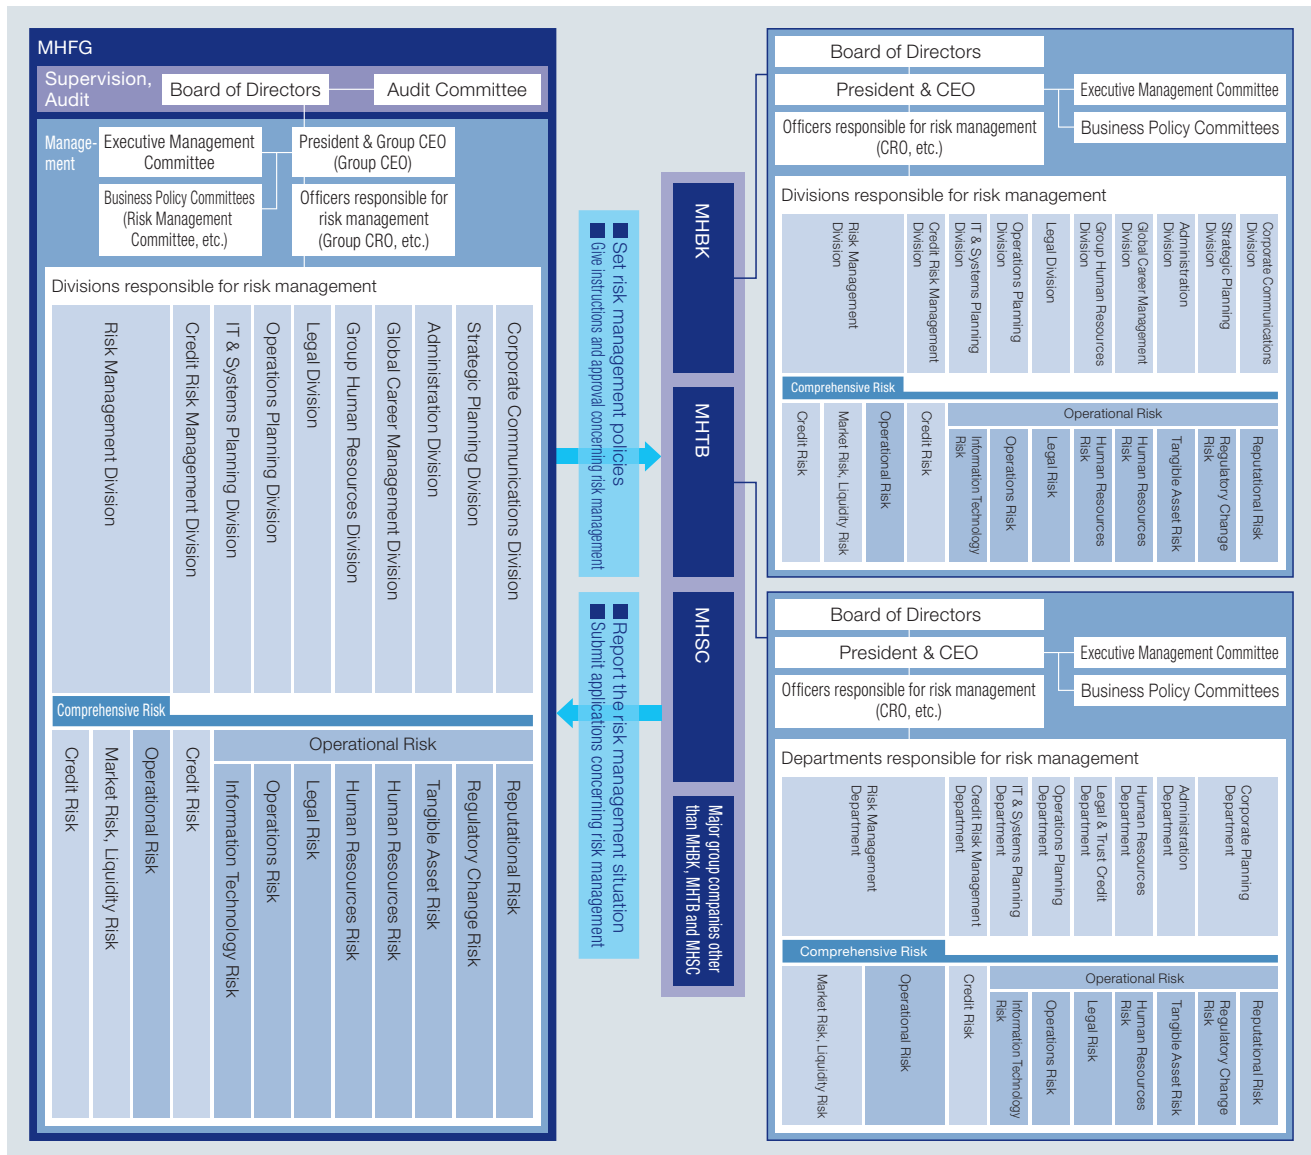 MHFG
Supervision,
Audit
Board of Directors
Audit Committee
Manage-
ment
Executive Management
Committee
President & Group CEO
(Group CEO)
Business Policy Committees
(Risk Management
Committee, etc.)
Officers responsible for
risk management
(Group CRO, etc.)
Divisions responsible for risk management
Risk Management Division
Credit Risk Management Division
IT & Systems Planning Division
Operations Planning Division
Legal Division
Group Human Resources Division
Global Career Management Division
Administration Division
Strategic Planning Division
Corporate Communications Division
Comprehensive Risk
Credit Risk
Market Risk, Liquidity Risk
Operational Risk
Credit Risk
Operational Risk
Information Technology Risk
Operations Risk
Legal Risk
Human Resources Risk
Human Resources Risk
Tangible Asset Risk
Regulatory Change Risk
Reputational Risk
■ Set risk management policies
■ Give instructions and approval concerning risk management
■ Report the risk management situation
■ Submit applications concerning risk management
MHBK
MHTB
MHSC
Major group companies other
than MHBK, MHTB and MHSC
Board of Directors
President & CEO
Executive Management Committee
Officers responsible for risk management
(CRO, etc.)
Business Policy Committees
Divisions responsible for risk management
Risk Management
Division
Credit Risk Management
Division
IT & Systems Planning
Division
Operations Planning
Division
Legal Division
Group Human Resources
Division
Global Career Management
Division
Administration
Division
Strategic Planning
Division
Corporate Communications
Division
Comprehensive Risk
Credit Risk
Market Risk, Liquidity Risk
Operational Risk
Credit Risk
Operational Risk
Information Technology
Risk
Operations Risk
Legal Risk
Human Resources
Risk
Human Resources
Risk
Tangible Asset Risk
Regulatory Change
Risk
Reputational Risk
Board of Directors
President & CEO
Executive Management Committee
Officers responsible for risk management
(CRO, etc.)
Business Policy Committees
Departments responsible for risk management
Risk Management
Department
Credit Risk Management
Department
IT & Systems Planning
Department
Operations Planning
Department
Legal & Trust Credit
Department
Human Resources
Department
Administration
Department
Corporate Planning
Department
Comprehensive Risk
Market Risk, Liquidity Risk
Operational Risk
Credit Risk
Operational Risk
Information Technology
Risk
Operations Risk
Legal Risk
Human Resources
Risk
Tangible Asset Risk
Regulatory Change
Risk
Reputational Risk